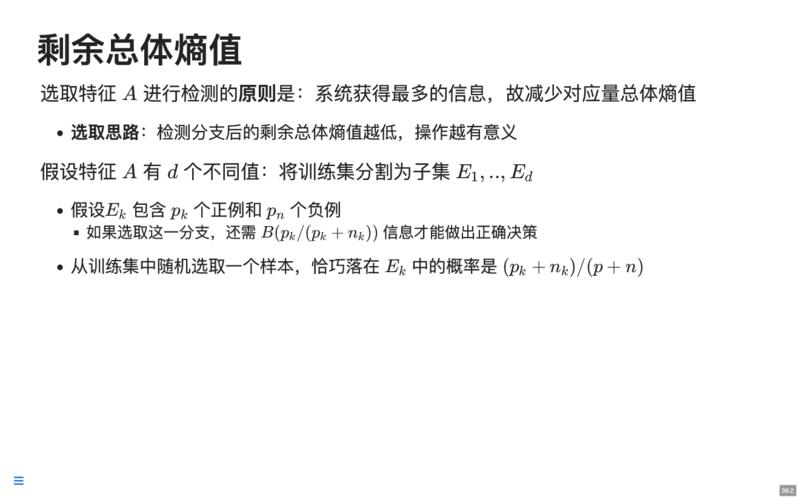 剩余总体熵值
选取特征 A 进行检测的原则是：系统获得最多的信息，故减少对应量总体熵值
选取思路：检测分支后的剩余总体熵值越低，操作越有意义
假设特征 A 有 d 个不同值：将训练集分割为子集 E₁,..,E_d
假设E_k 包含 p_k 个正例和 p_n 个负例
如果选取这一分支，还需 B(p_k/(p_k + n_k)) 信息才能做出正确决策
从训练集中随机选取一个样本，恰巧落在 E_k 中的概率是 (p_k + n_k)/(p + n)
38.2